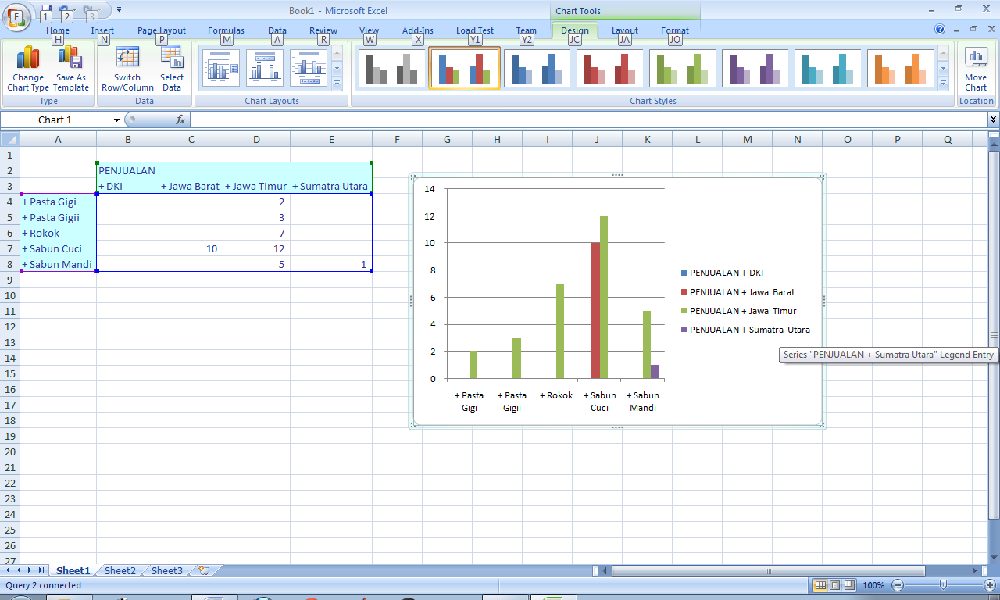 Book1 - Microsoft Excel
Chart Tools
F
1
2
3
Home
Insert
Page Layout
Formulas
Data
Review
View
Add-Ins
Load Test
Team
Design
Layout
Format
H
N
P
M
A
R
W
X
Y1
Y2
JC
JA
JO
Change
Chart Type
Save As
Template
Switch
Row/Column
Select
Data
Move
Chart
Type
Data
Chart Layouts
Chart Styles
Location
Chart 1
fx
A B C D E F G H I J K L M N O P Q
1
2 PENJUALAN
3 + DKI + Jawa Barat + Jawa Timur + Sumatra Utara
4 + Pasta Gigi 2
5 + Pasta Gigii 3
6 + Rokok 7
7 + Sabun Cuci 10 12
8 + Sabun Mandi 5 1
9
10
11
12
13
14
15
16
17
18
19
20
21
22
23
24
25
26
27
14
12
10
8
6
4
2
0
+ Pasta
Gigi
+ Pasta
Gigii
+ Rokok
+ Sabun
Cuci
+ Sabun
Mandi
PENJUALAN + DKI
PENJUALAN + Jawa Barat
PENJUALAN + Jawa Timur
PENJUALAN + Sumatra Utara
Series "PENJUALAN + Sumatra Utara" Legend Entry
Sheet1 Sheet2 Sheet3
Query 2 connected
100%